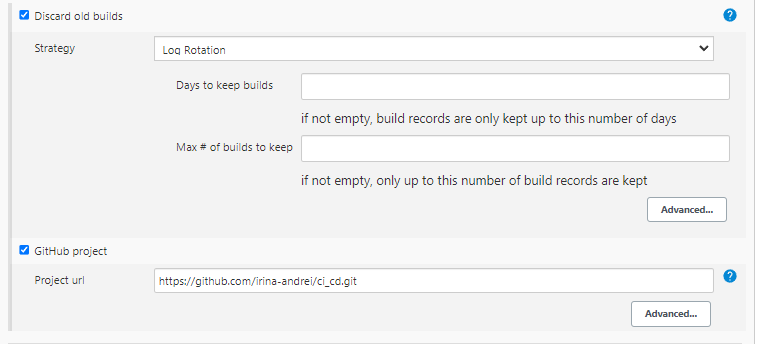 Discard old builds
Strategy
Log Rotation
Days to keep builds
if not empty, build records are only kept up to this number of days
Max # of builds to keep
if not empty, only up to this number of build records are kept
Advanced...
GitHub project
Project url
https://github.com/irina-andrei/ci_cd.git
Advanced...